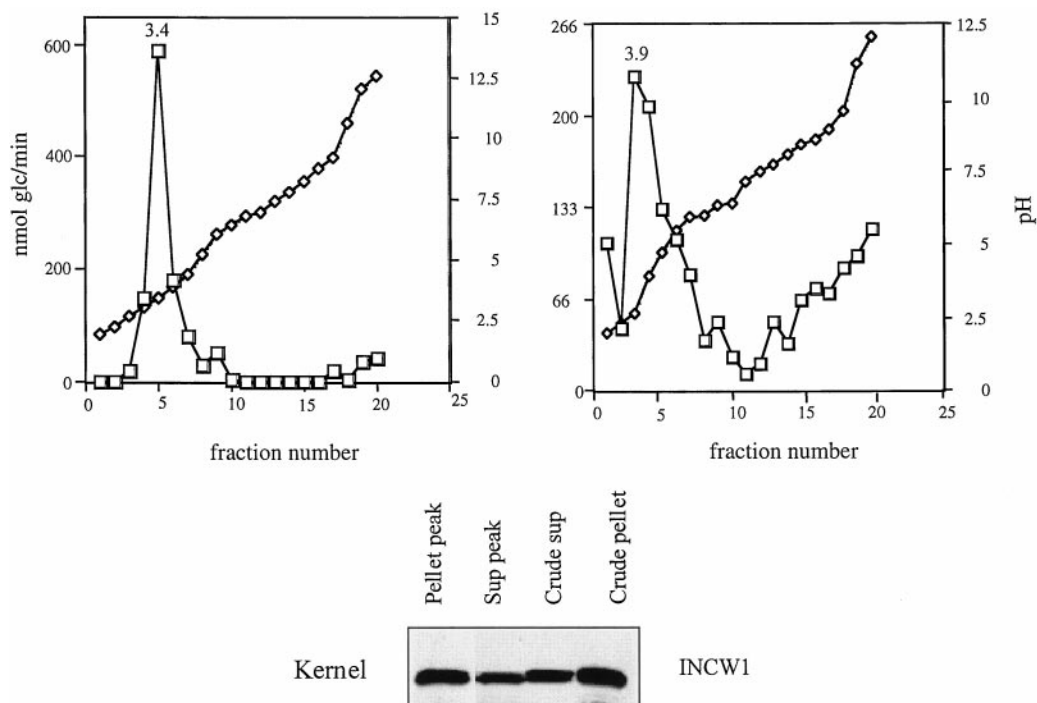 3.4
600
400
200
0
nmol glc/min
15
12.5
10
7.5
5
2.5
0
0 5 10 15 20 25
fraction number
3.9
266
200
133
66
0
12.5
10
7.5
5
2.5
0
pH
0 5 10 15 20 25
fraction number
Pellet peak
Sup peak
Crude sup
Crude pellet
Kernel
INCW1